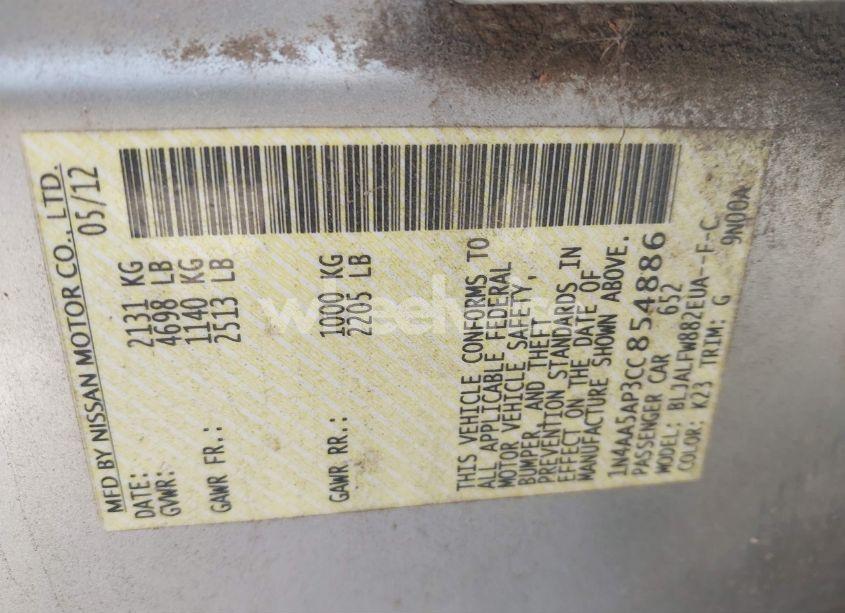 MFD BY NISSAN MOTOR CO., LTD.
DATE: 05/12
GVWR: 2131 KG
4698 LB
GAWR FR.: 1140 KG
2513 LB
GAWR RR.: 1000 KG
2205 LB
THIS VEHICLE CONFORMS TO
ALL APPLICABLE FEDERAL
MOTOR VEHICLE SAFETY,
BUMPER, AND THEFT
PREVENTION STANDARDS IN
EFFECT ON THE DATE OF
MANUFACTURE SHOWN ABOVE.
1N4AA5AP3CC854886
PASSENGER CAR 652
MODEL: BLJALFW882EUA--F-C
COLOR: K23 TRIM: G 9N00A